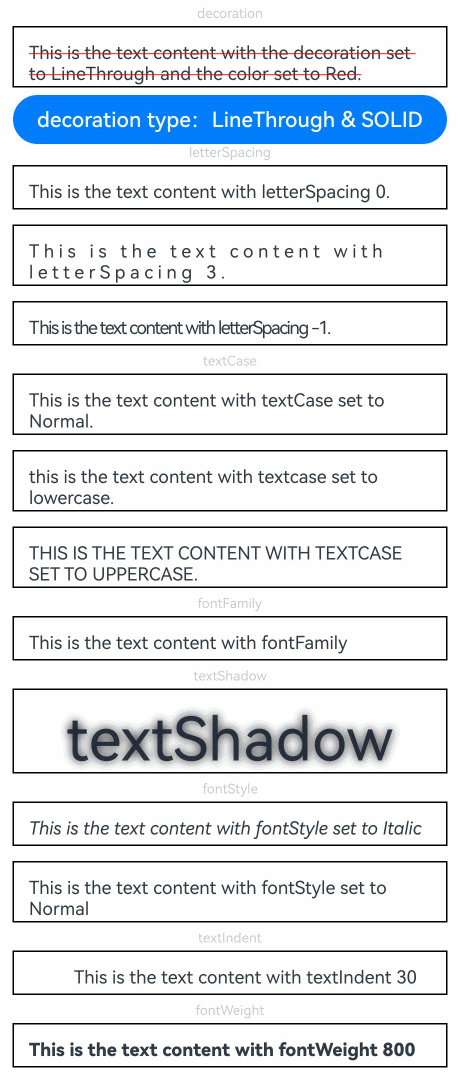 decoration
This is the text content with the decoration set
to LineThrough and the color set to Red.
decoration type：LineThrough & SOLID
letterSpacing
This is the text content with letterSpacing 0.
This is the text content with
letterSpacing 3.
This is the text content with letterSpacing -1.
textCase
This is the text content with textCase set to
Normal.
this is the text content with textcase set to
lowercase.
THIS IS THE TEXT CONTENT WITH TEXTCASE
SET TO UPPERCASE.
fontFamily
This is the text content with fontFamily
textShadow
textShadow
fontStyle
This is the text content with fontStyle set to Italic
This is the text content with fontStyle set to
Normal
textIndent
This is the text content with textIndent 30
fontWeight
This is the text content with fontWeight 800